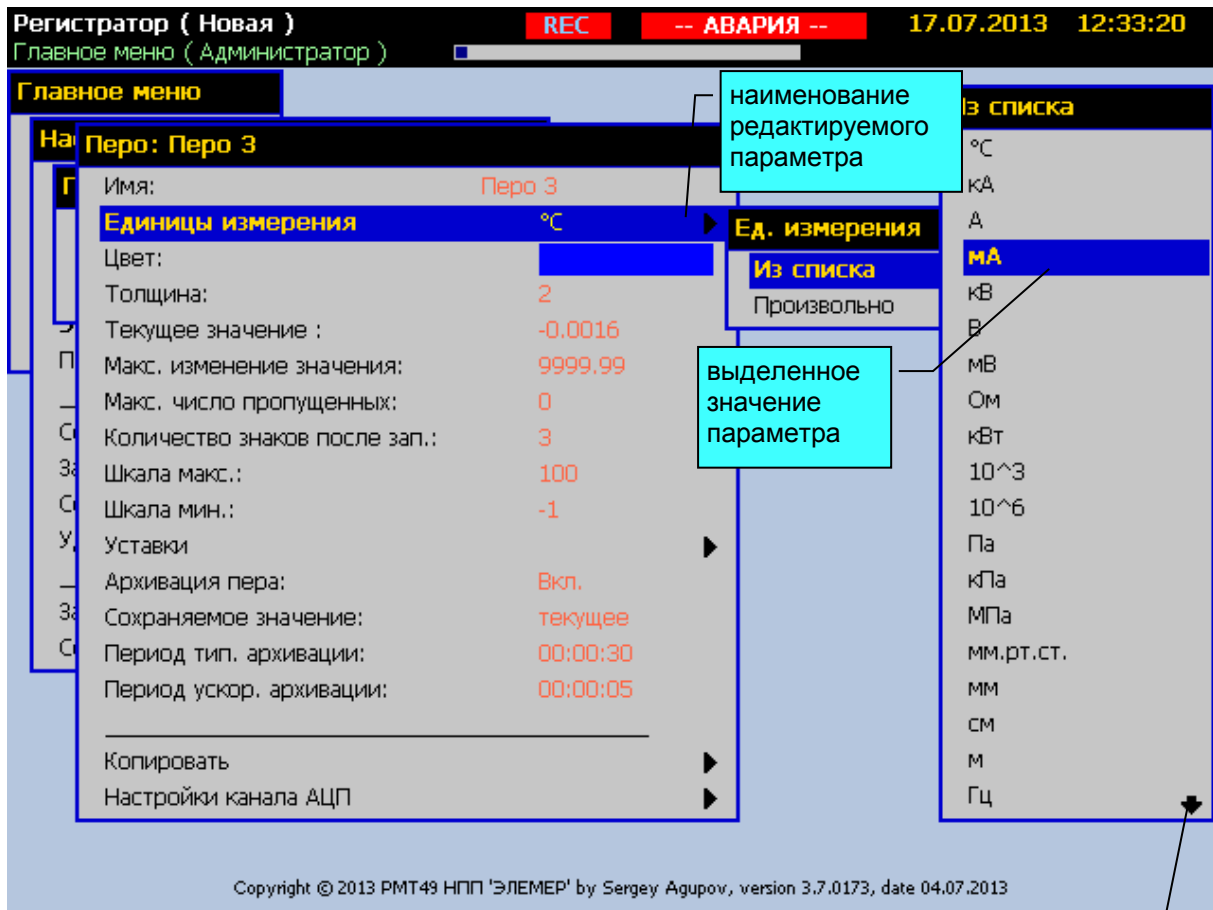 Регистратор ( Новая )
REC
-- АВАРИЯ --
17.07.2013 12:33:20
Главное меню ( Администратор )
Главное меню
Перо: Перо 3
Имя: Перо 3
Единицы измерения °C
Цвет:
Толщина: 2
Текущее значение : -0.0016
Макс. изменение значения: 9999.99
Макс. число пропущенных: 0
Количество знаков после зап.: 3
Шкала макс.: 100
Шкала мин.: -1
Уставки
Архивация пера: Вкл.
Сохраняемое значение: текущее
Период тип. архивации: 00:00:30
Период ускор. архивации: 00:00:05
Копировать
Настройки канала АЦП
наименование
редактируемого
параметра
Ед. измерения
Из списка
Произвольно
выделенное
значение
параметра
Из списка
°C
кА
А
мА
кВ
В
мВ
Ом
кВт
10^3
10^6
Па
кПа
МПа
мм.рт.ст.
мм
см
м
Гц
Copyright © 2013 РМТ49 НПП 'ЭЛЕМЕР' by Sergey Agupov, version 3.7.0173, date 04.07.2013